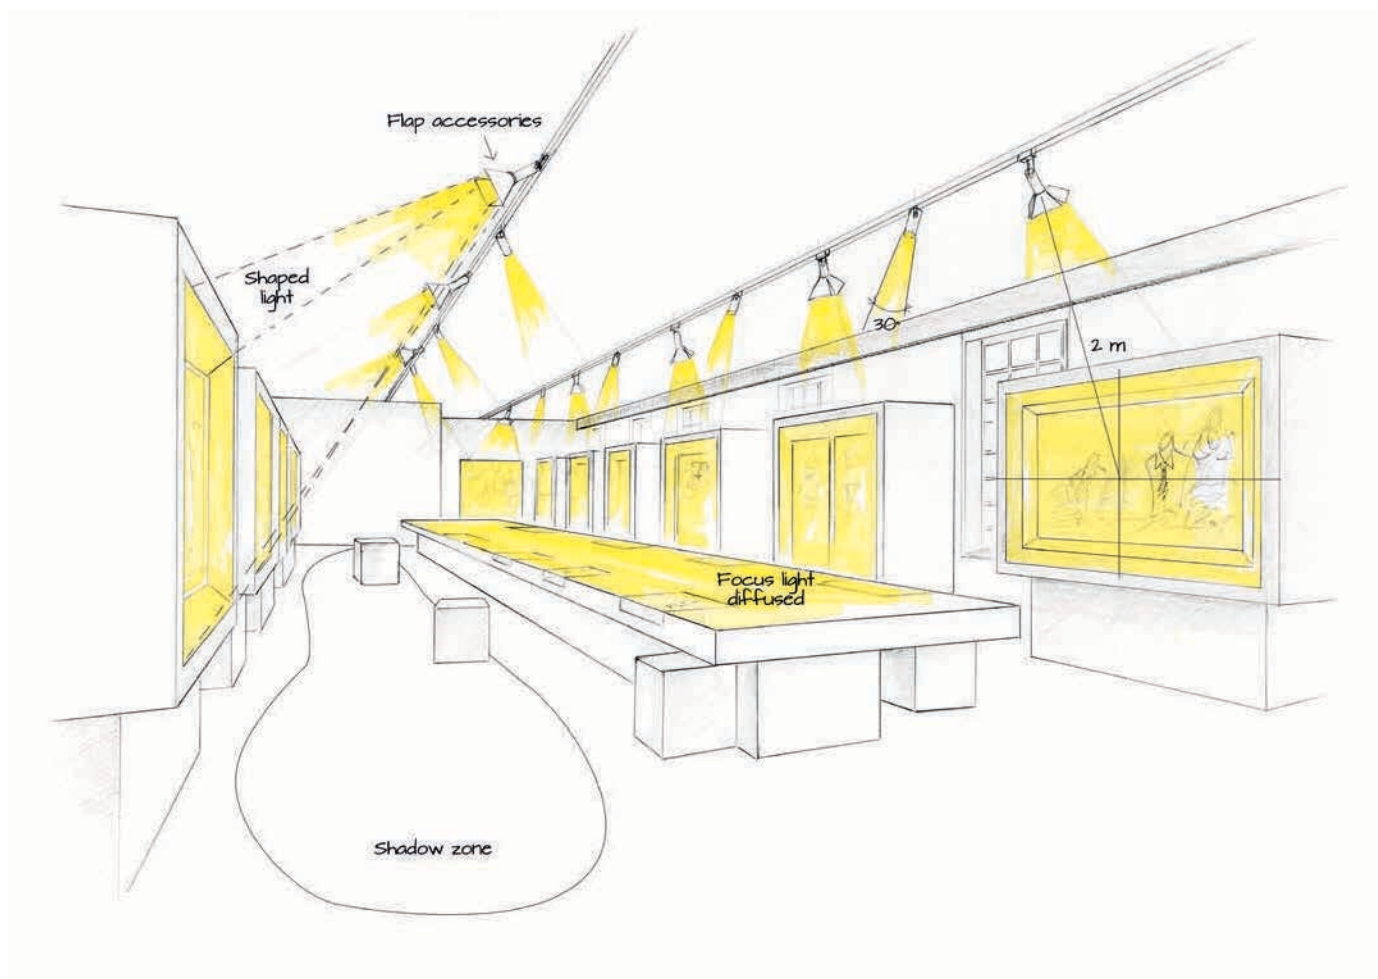 Flap accessories
Shaped
light
30°
2 m
Focus light
diffused
Shadow zone